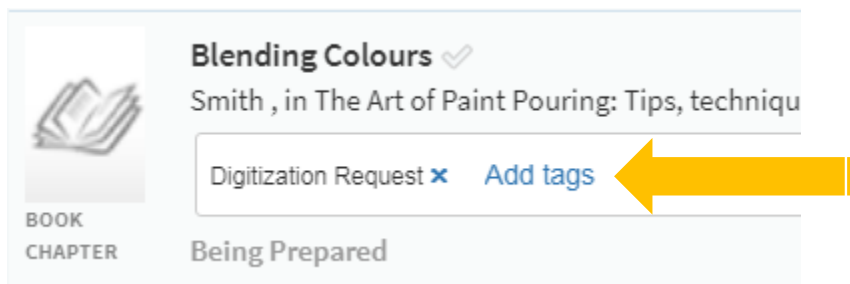 Blending Colours
Smith , in The Art of Paint Pouring: Tips, techniqu
Digitization Request × Add tags
BOOK
CHAPTER
Being Prepared